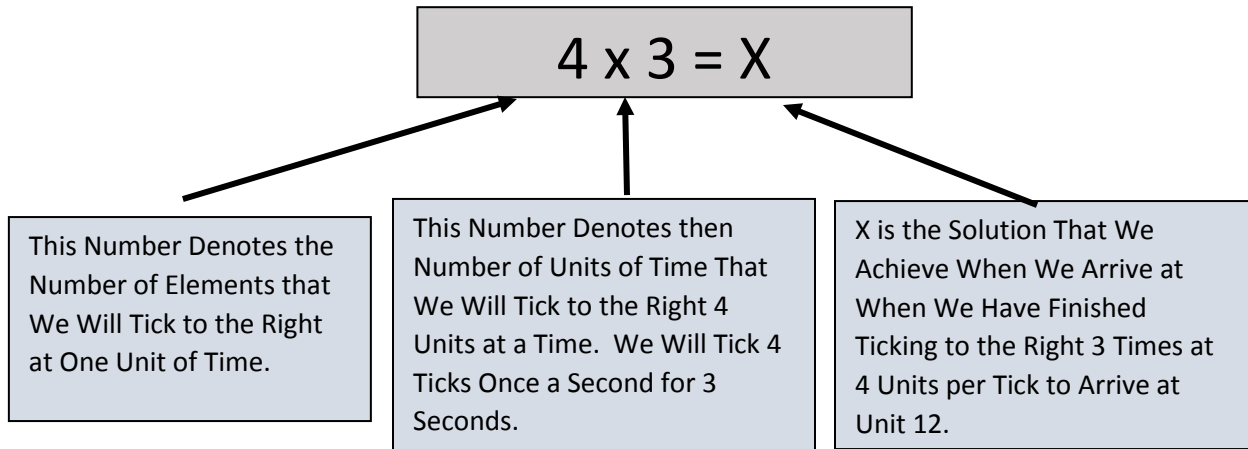 4 x 3 = X
This Number Denotes the
Number of Elements that
We Will Tick to the Right
at One Unit of Time.
This Number Denotes then
Number of Units of Time That
We Will Tick to the Right 4
Units at a Time.  We Will Tick 4
Ticks Once a Second for 3
Seconds.
X is the Solution That We
Achieve When We Arrive at
When We Have Finished
Ticking to the Right 3 Times at
4 Units per Tick to Arrive at
Unit 12.